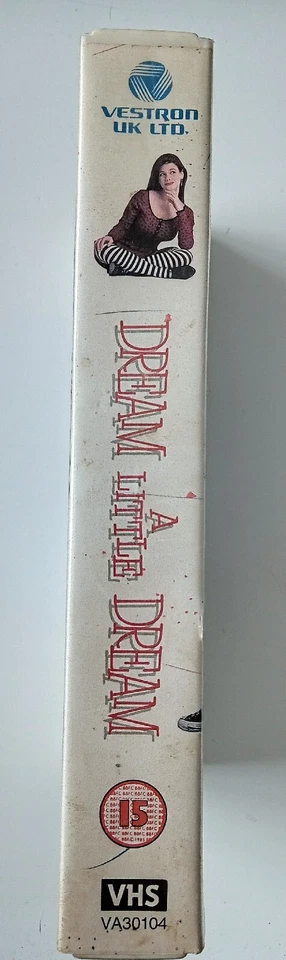 VESTRON
UK LTD.
DREAM
A
LITTLE
DREAM
15
VHS
VA30104